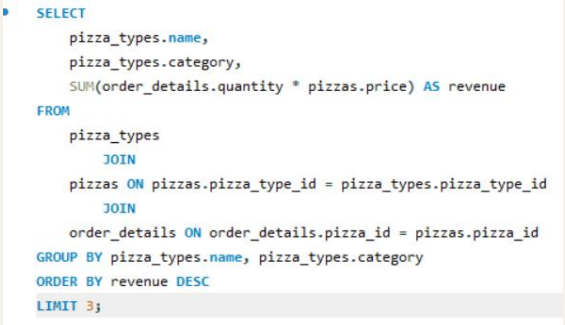 SELECT
pizza_types.name,
pizza_types.category,
SUM(order_details.quantity * pizzas.price) AS revenue
FROM
pizza_types
JOIN
pizzas ON pizzas.pizza_type_id = pizza_types.pizza_type_id
JOIN
order_details ON order_details.pizza_id = pizzas.pizza_id
GROUP BY pizza_types.name, pizza_types.category
ORDER BY revenue DESC
LIMIT 3;